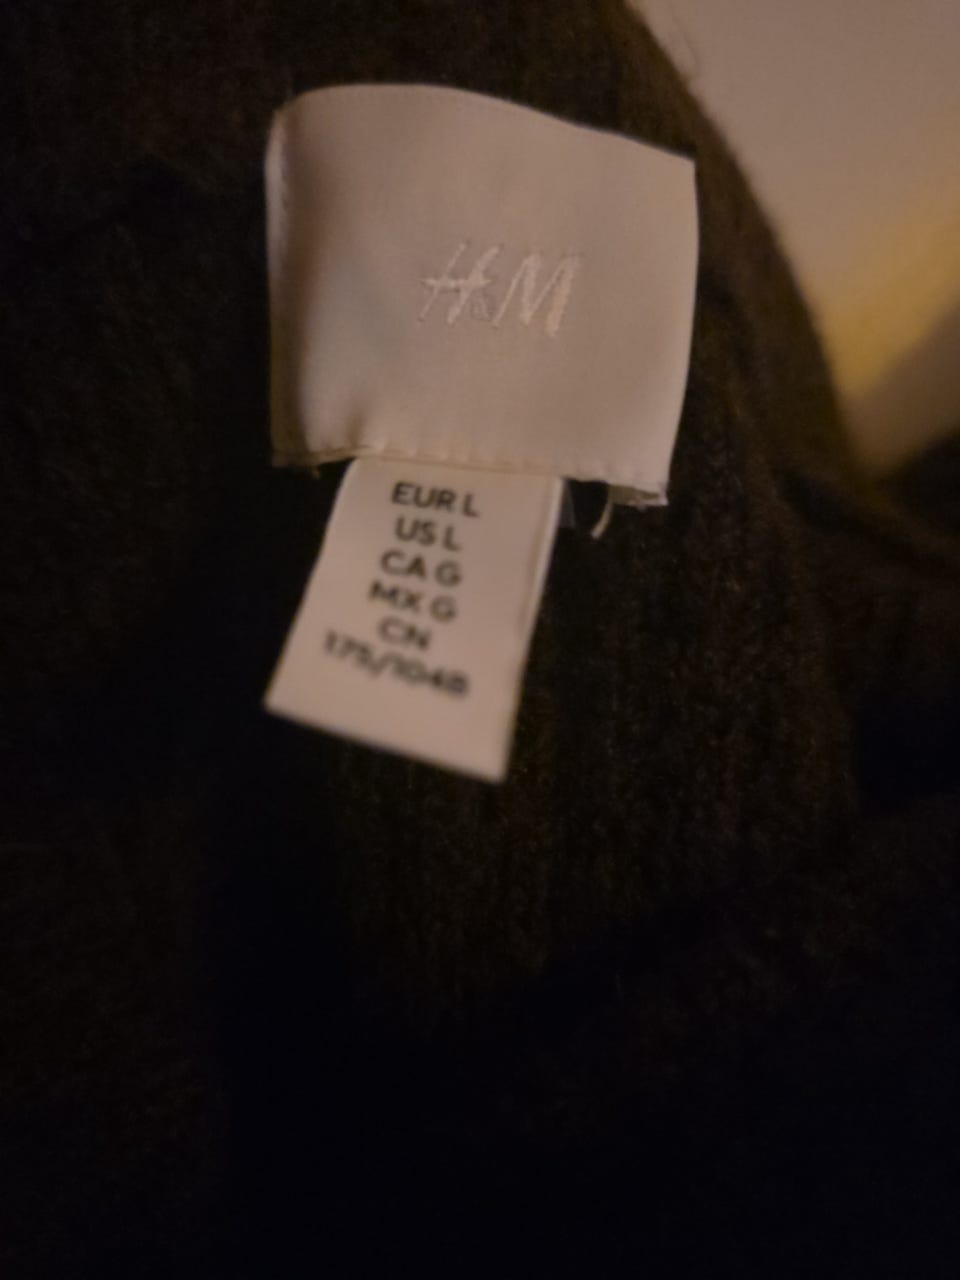 H&M
EUR L
US L
CA G
MX G
CN
175/104B